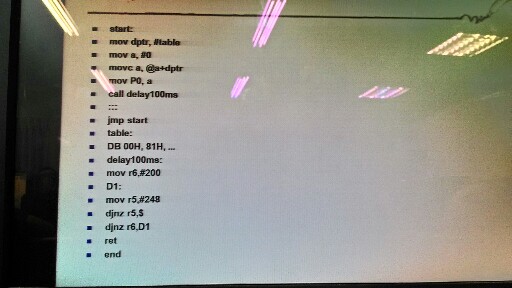 start:
mov dptr, #table
mov a, #0
movc a, @a+dptr
mov P0, a
call delay100ms
:::
jmp start
table:
DB 00H, 81H, ...
delay100ms:
mov r6,#200
D1:
mov r5,#248
djnz r5,$
djnz r6,D1
ret
end